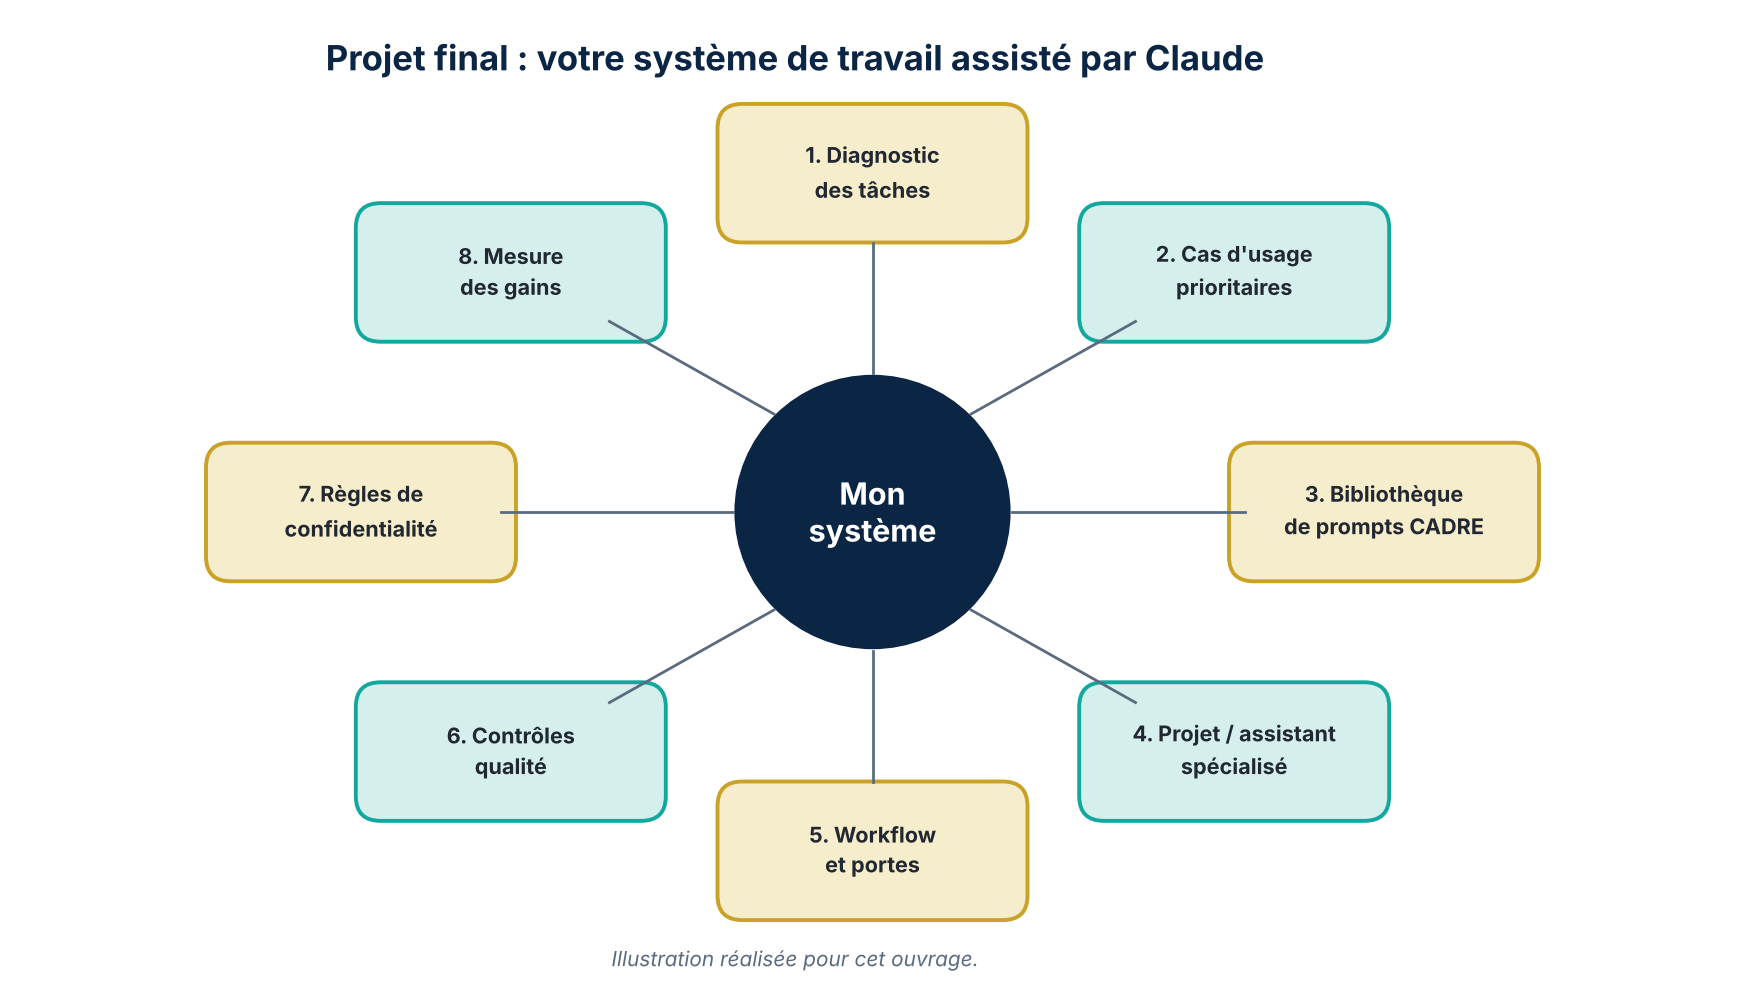 Projet final : votre système de travail assisté par Claude
1. Diagnostic
des tâches
2. Cas d'usage
prioritaires
3. Bibliothèque
de prompts CADRE
4. Projet / assistant
spécialisé
5. Workflow
et portes
6. Contrôles
qualité
7. Règles de
confidentialité
8. Mesure
des gains
Mon
système
Illustration réalisée pour cet ouvrage.